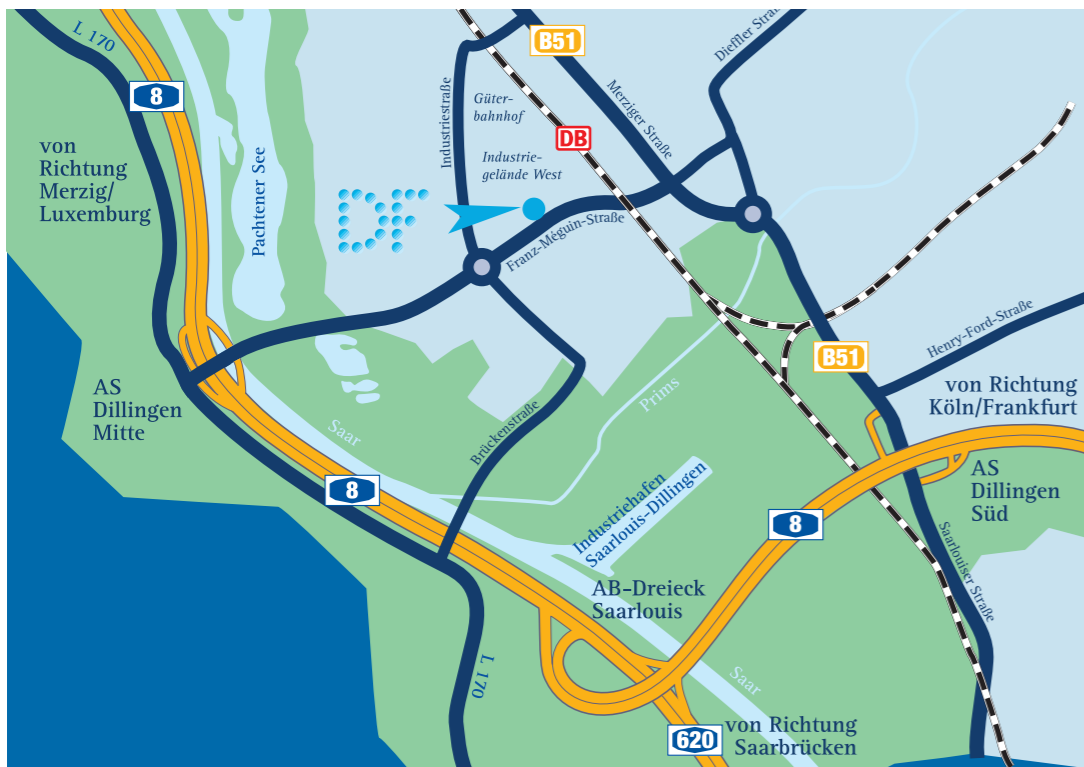 L 170
8
B51
Dieffler Straß
Industriestraße
Güter-
bahnhof
DB
Merziger Straße
von
Richtung
Merzig/
Luxemburg
Pachtener See
Industrie-
gelände West
DF
Franz-Méguin-Straße
B51
Henry-Ford-Straße
AS
Dillingen
Mitte
Saar
Prims
von Richtung
Köln/Frankfurt
Brückenstraße
8
Industriehafen
Saarlouis-Dillingen
8
AS
Dillingen
Süd
Saarlouiser Straße
AB-Dreieck
Saarlouis
L 170
Saar
620
von Richtung
Saarbrücken